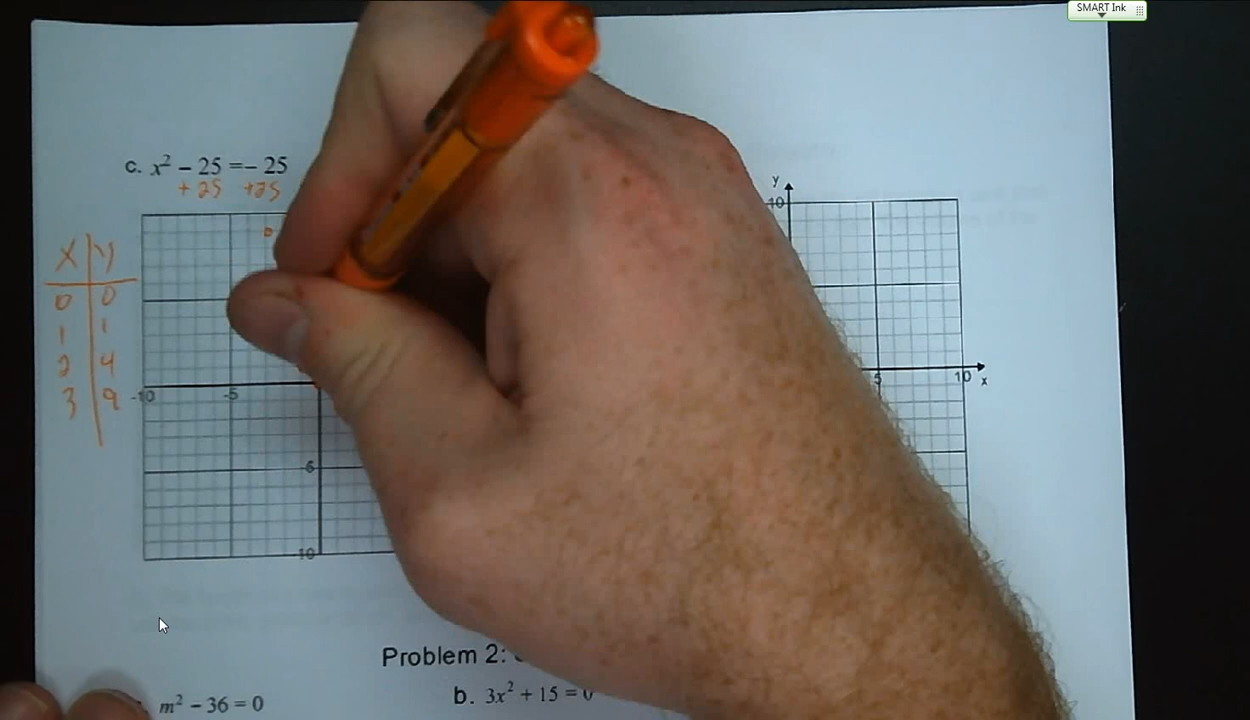 SMART Ink
c. x² – 25 = – 25
+25 +25
x y
0 0
1 1
2 4
3 9
-10 -5
-5
-10
y
10
5 10 x
Problem 2:
m² – 36 = 0
b. 3x² + 15 = 0